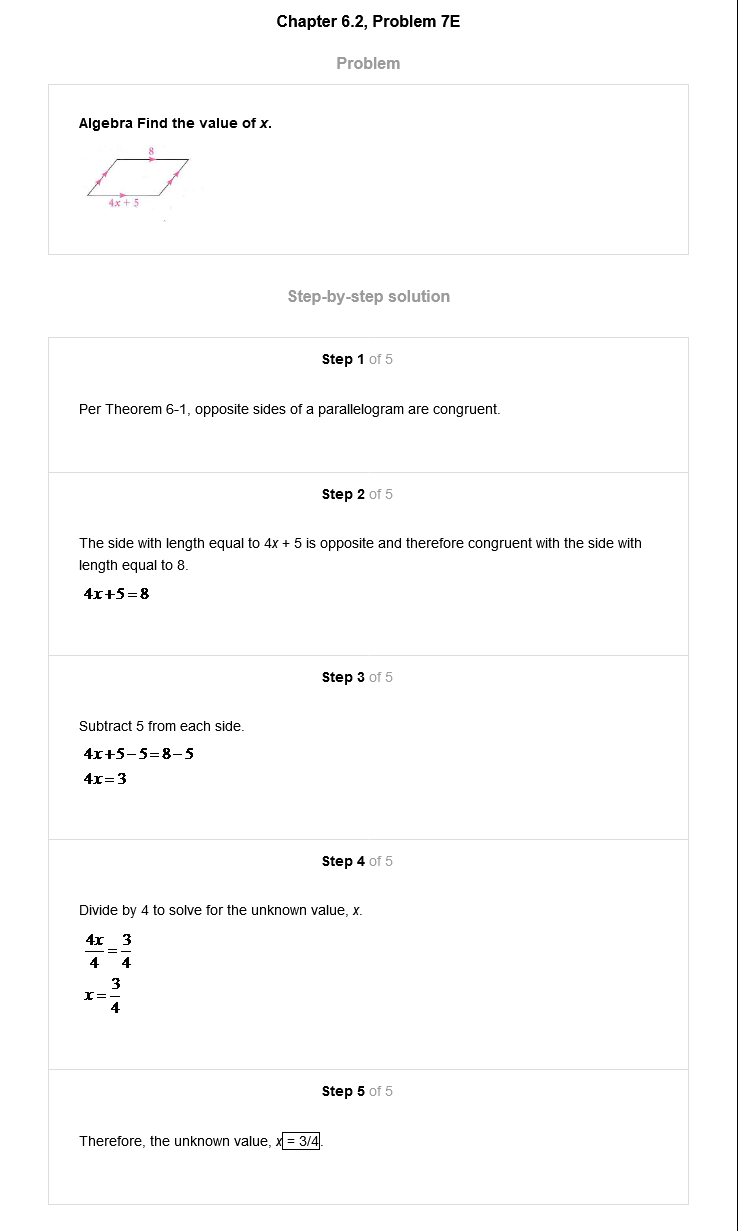 Chapter 6.2, Problem 7E
Problem
Algebra Find the value of x.
8
4x + 5
Step-by-step solution
Step 1 of 5
Per Theorem 6-1, opposite sides of a parallelogram are congruent.
Step 2 of 5
The side with length equal to 4x + 5 is opposite and therefore congruent with the side with
length equal to 8.
4x+5=8
Step 3 of 5
Subtract 5 from each side.
4x+5−5=8−5
4x=3
Step 4 of 5
Divide by 4 to solve for the unknown value, x.
4x/4=3/4
x=3/4
Step 5 of 5
Therefore, the unknown value, x = 3/4.